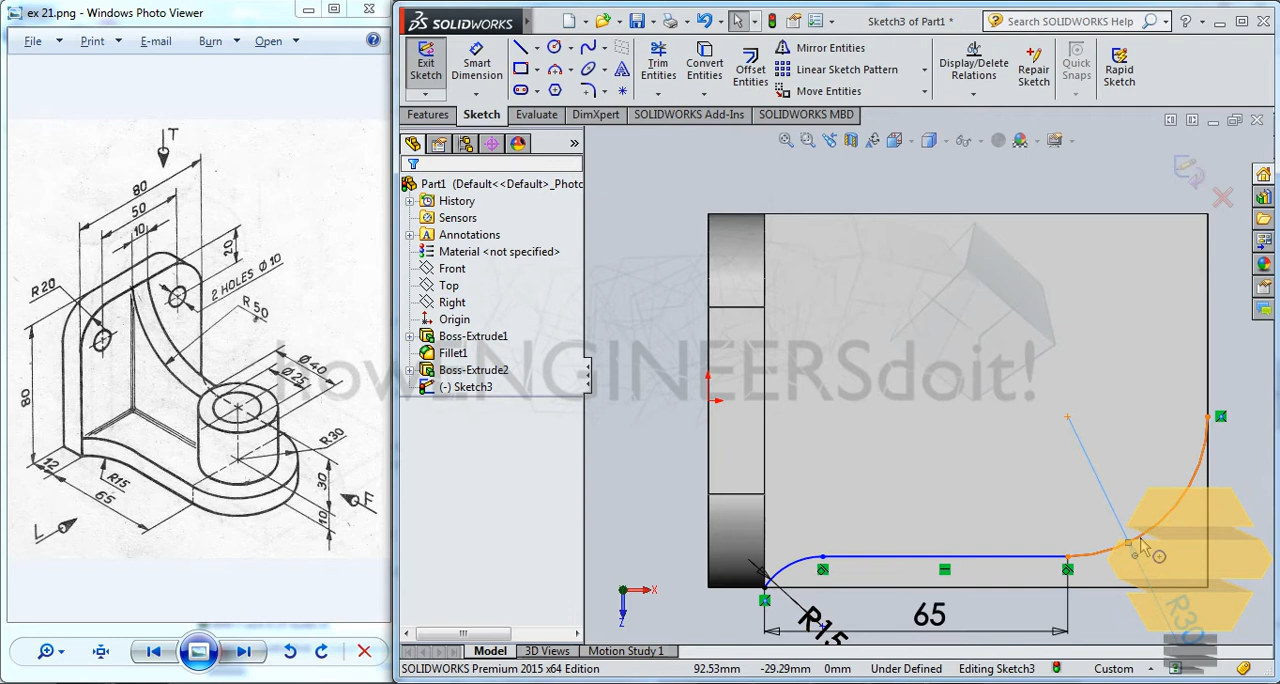 ex 21.png - Windows Photo Viewer
File Print E-mail Burn Open
T
80
50
10
20
R 20
2 HOLES Ø 10
R 50
80
Ø40
Ø25
R30
12
R15
65
30
10
F
L
SOLIDWORKS
Sketch3 of Part1 *
Search SOLIDWORKS Help
Exit Sketch
Smart Dimension
Trim Entities
Convert Entities
Offset Entities
Mirror Entities
Linear Sketch Pattern
Move Entities
Display/Delete Relations
Repair Sketch
Quick Snaps
Rapid Sketch
Features Sketch Evaluate DimXpert SOLIDWORKS Add-Ins SOLIDWORKS MBD
Part1 (Default<<Default>_Photo
History
Sensors
Annotations
Material <not specified>
Front
Top
Right
Origin
Boss-Extrude1
Fillet1
Boss-Extrude2
(-) Sketch3
howENGINEERSdoit!
R15
65
R30
X
Z
Model 3D Views Motion Study 1
SOLIDWORKS Premium 2015 x64 Edition 92.53mm -29.29mm 0mm Under Defined Editing Sketch3 Custom